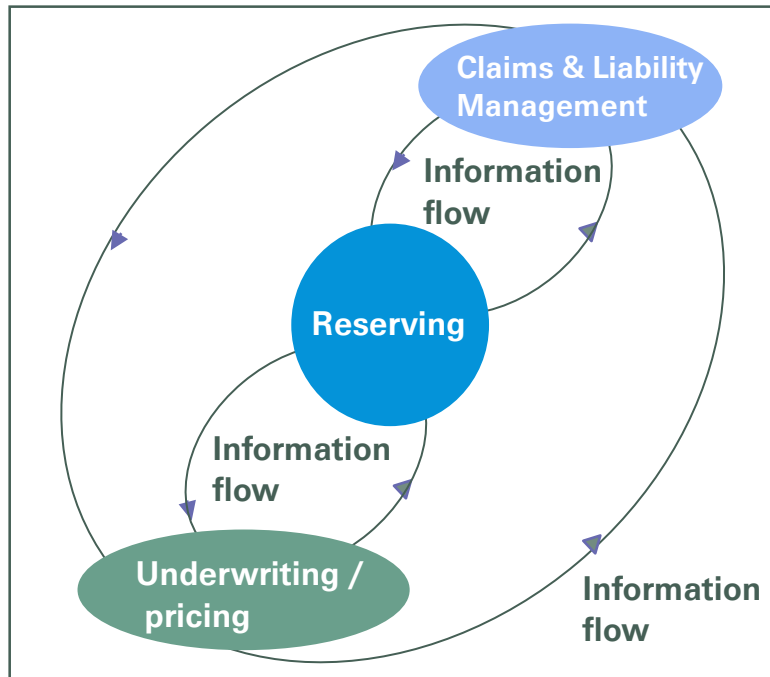 Claims & Liability
Management
Information
flow
Reserving
Information
flow
Underwriting /
pricing
Information
flow